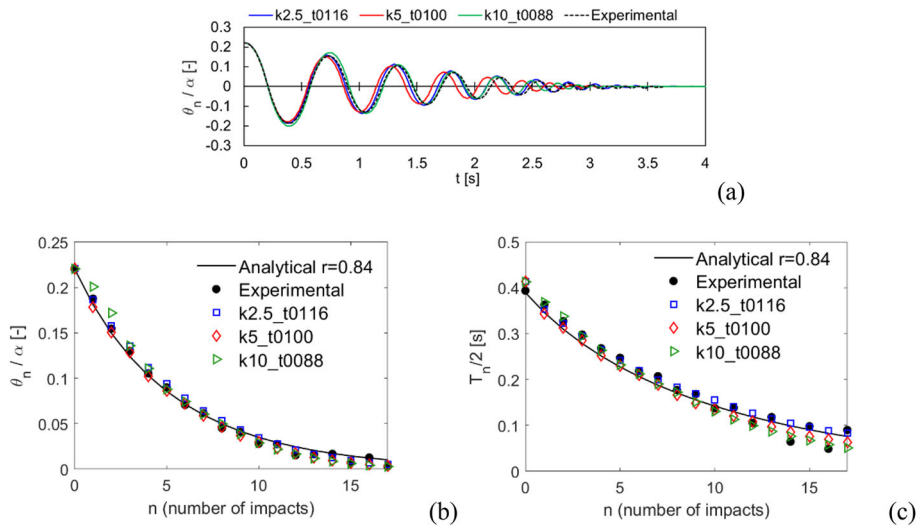 k2.5_t0116 k5_t0100 k10_t0088 Experimental
0.3
0.2
0.1
0
-0.1
-0.2
-0.3
θn / α [-]
0 0.5 1 1.5 2 2.5 3 3.5 4
t [s]
(a)
0.25
0.2
0.15
0.1
0.05
0
θn / α [-]
Analytical r=0.84
Experimental
k2.5_t0116
k5_t0100
k10_t0088
0 5 10 15
n (number of impacts)
(b)
0.5
0.4
0.3
0.2
0.1
0
Tn/2 [s]
Analytical r=0.84
Experimental
k2.5_t0116
k5_t0100
k10_t0088
0 5 10 15
n (number of impacts)
(c)